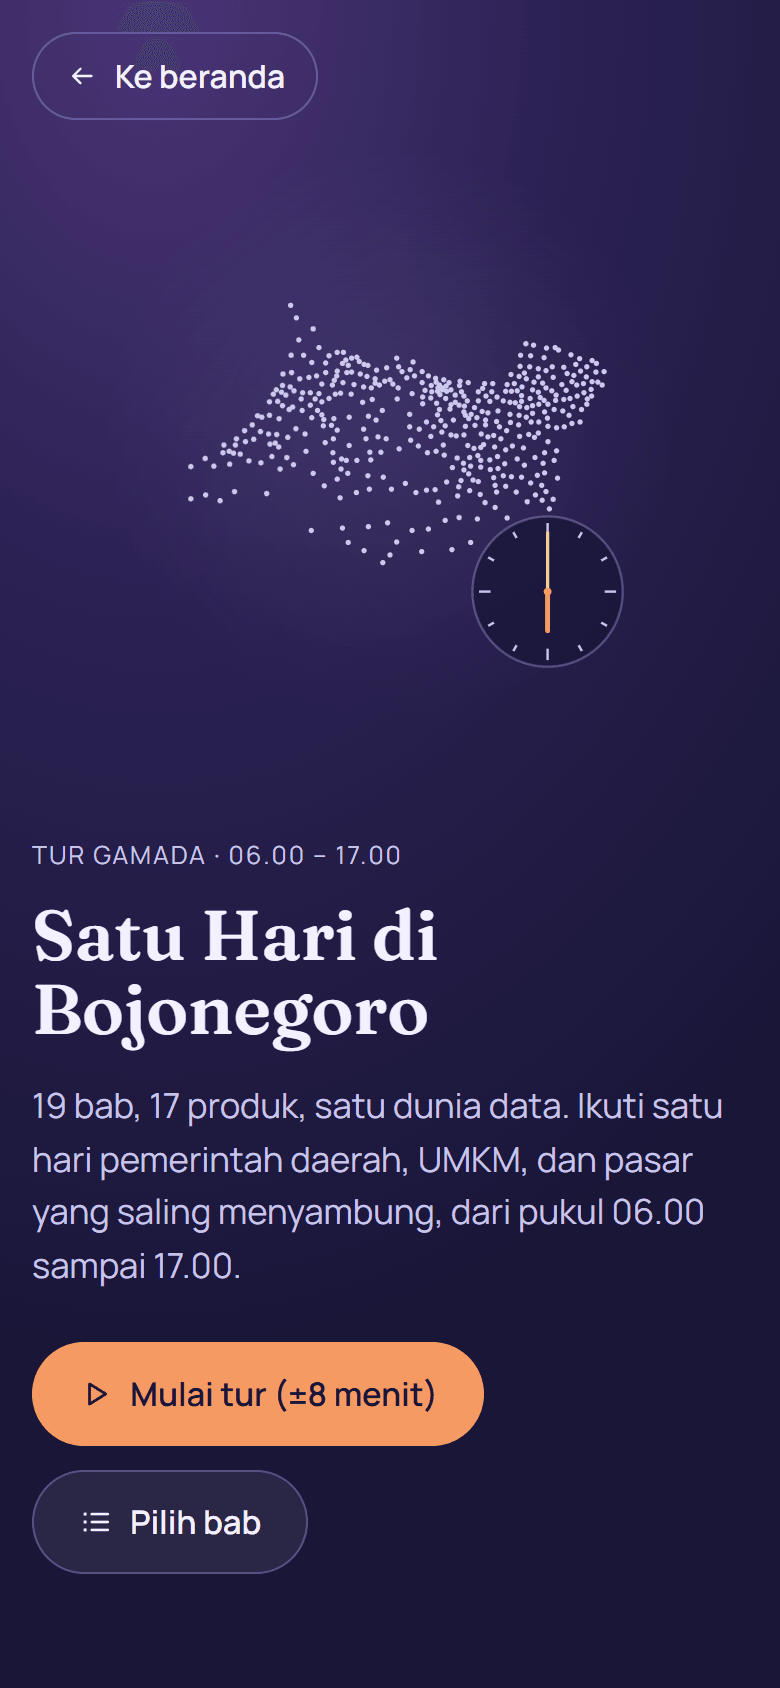 Ke beranda
TUR GAMADA · 06.00 – 17.00
Satu Hari di
Bojonegoro
19 bab, 17 produk, satu dunia data. Ikuti satu
hari pemerintah daerah, UMKM, dan pasar
yang saling menyambung, dari pukul 06.00
sampai 17.00.
Mulai tur (±8 menit)
Pilih bab